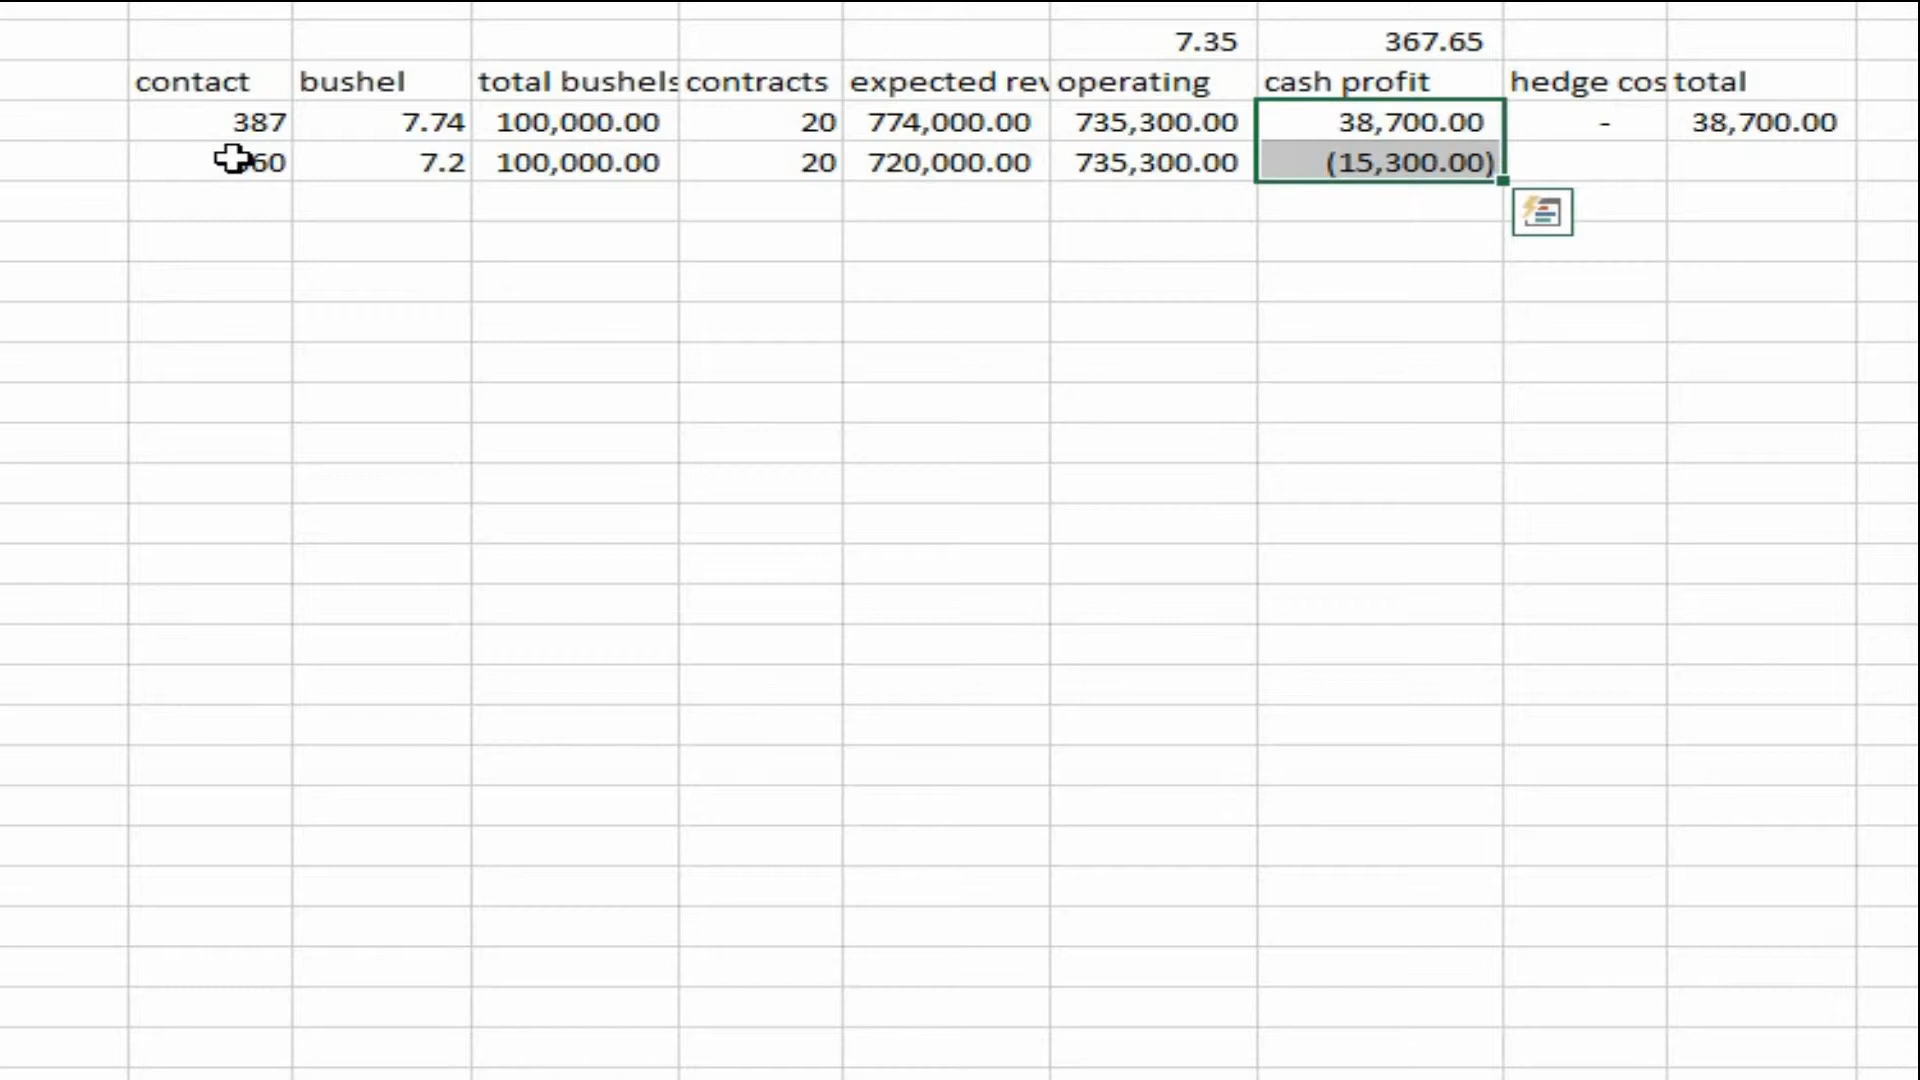 7.35 367.65
contact bushel total bushels contracts expected rev operating cash profit hedge cos total
387 7.74 100,000.00 20 774,000.00 735,300.00 38,700.00 - 38,700.00
60 7.2 100,000.00 20 720,000.00 735,300.00 (15,300.00)